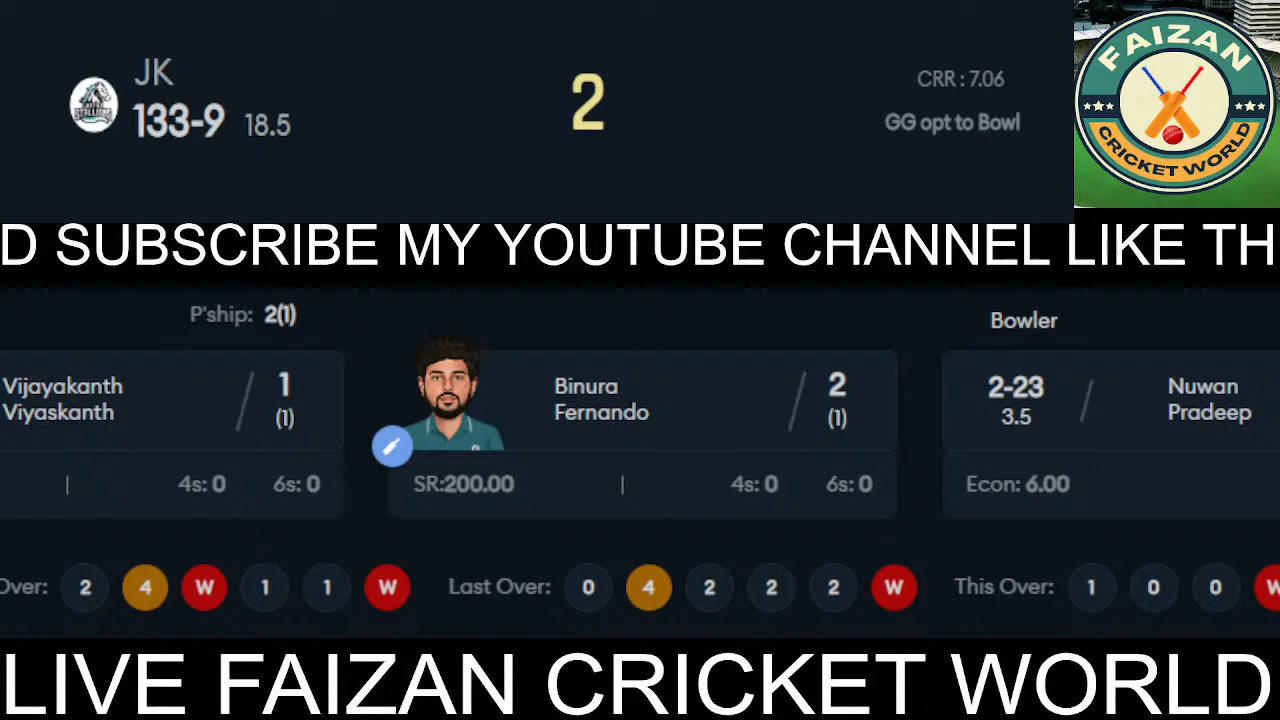 JK
133-9 18.5
2
CRR : 7.06
GG opt to Bowl
FAIZAN
CRICKET WORLD
D SUBSCRIBE MY YOUTUBE CHANNEL LIKE TH
P'ship: 2(1)
Bowler
Vijayakanth
Viyaskanth
1
(1)
Binura
Fernando
2
(1)
2-23
3.5
Nuwan
Pradeep
4s: 0 6s: 0
SR:200.00 4s: 0 6s: 0
Econ: 6.00
Over: 2 4 W 1 1 W Last Over: 0 4 2 2 2 W This Over: 1 0 0 W
LIVE FAIZAN CRICKET WORLD